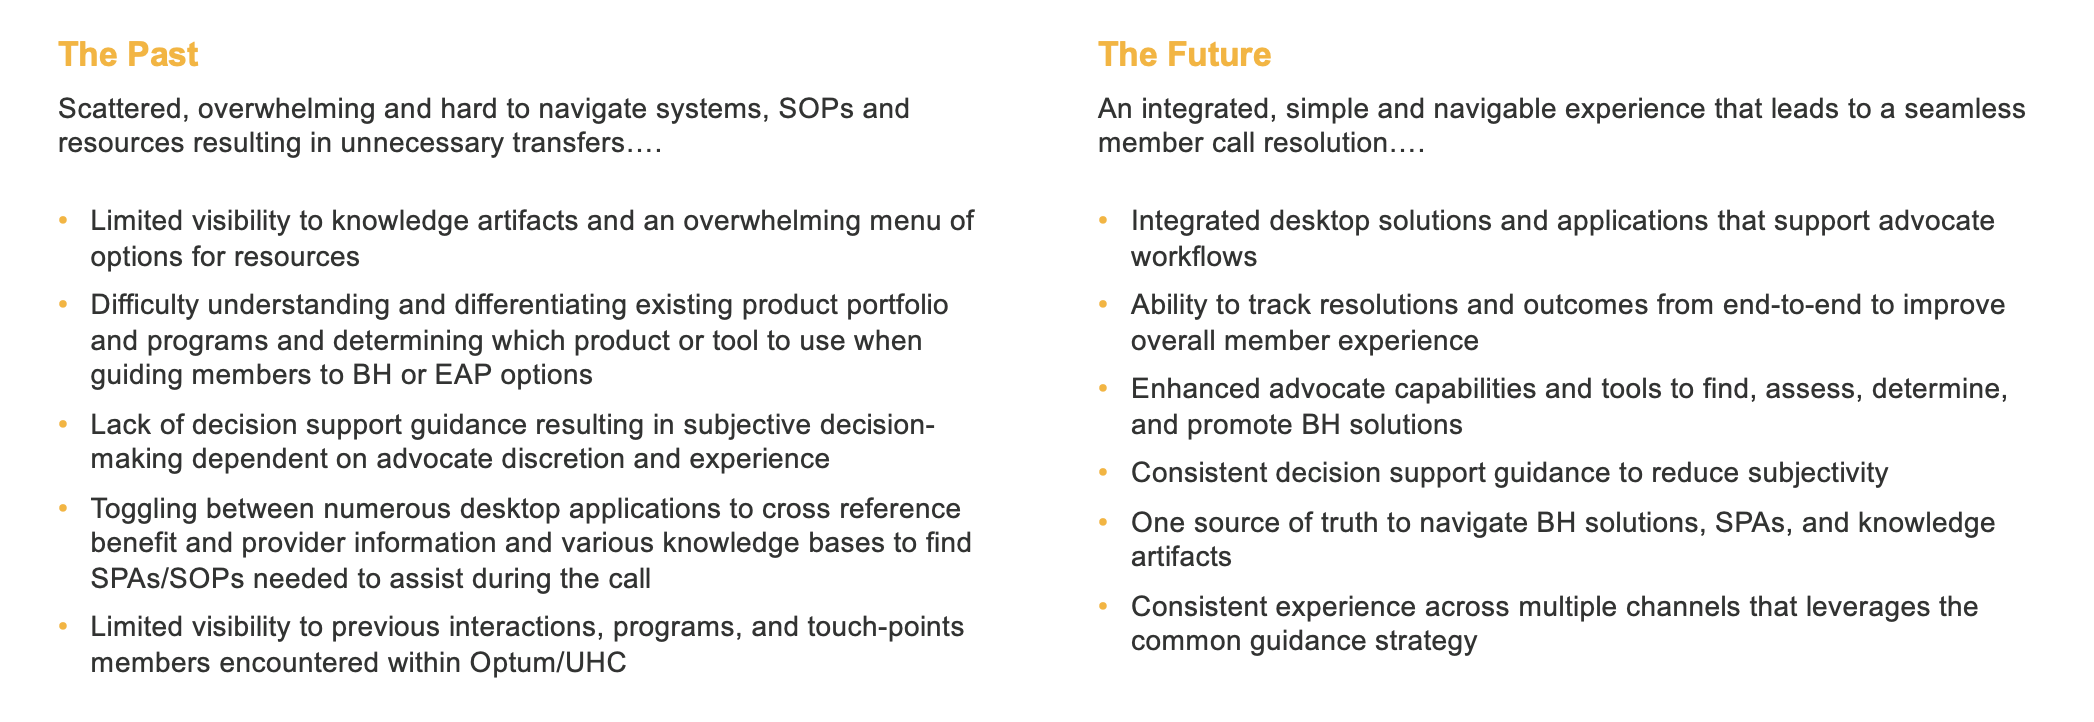 The Past
Scattered, overwhelming and hard to navigate systems, SOPs and
resources resulting in unnecessary transfers….
• Limited visibility to knowledge artifacts and an overwhelming menu of
options for resources
• Difficulty understanding and differentiating existing product portfolio
and programs and determining which product or tool to use when
guiding members to BH or EAP options
• Lack of decision support guidance resulting in subjective decision-
making dependent on advocate discretion and experience
• Toggling between numerous desktop applications to cross reference
benefit and provider information and various knowledge bases to find
SPAs/SOPs needed to assist during the call
• Limited visibility to previous interactions, programs, and touch-points
members encountered within Optum/UHC
The Future
An integrated, simple and navigable experience that leads to a seamless
member call resolution….
• Integrated desktop solutions and applications that support advocate
workflows
• Ability to track resolutions and outcomes from end-to-end to improve
overall member experience
• Enhanced advocate capabilities and tools to find, assess, determine,
and promote BH solutions
• Consistent decision support guidance to reduce subjectivity
• One source of truth to navigate BH solutions, SPAs, and knowledge
artifacts
• Consistent experience across multiple channels that leverages the
common guidance strategy